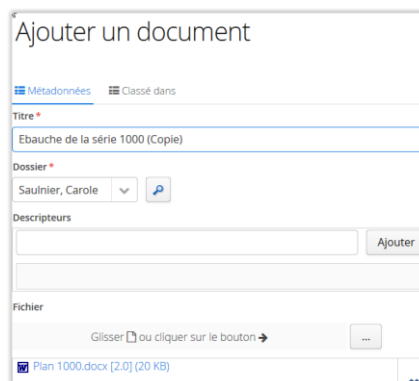 Ajouter un document
Métadonnées Classé dans
Titre *
Ebauche de la série 1000 (Copie)
Dossier *
Saulnier, Carole
Descripteurs
Ajouter
Fichier
Glisser ou cliquer sur le bouton
...
Plan 1000.docx [2.0] (20 KB)